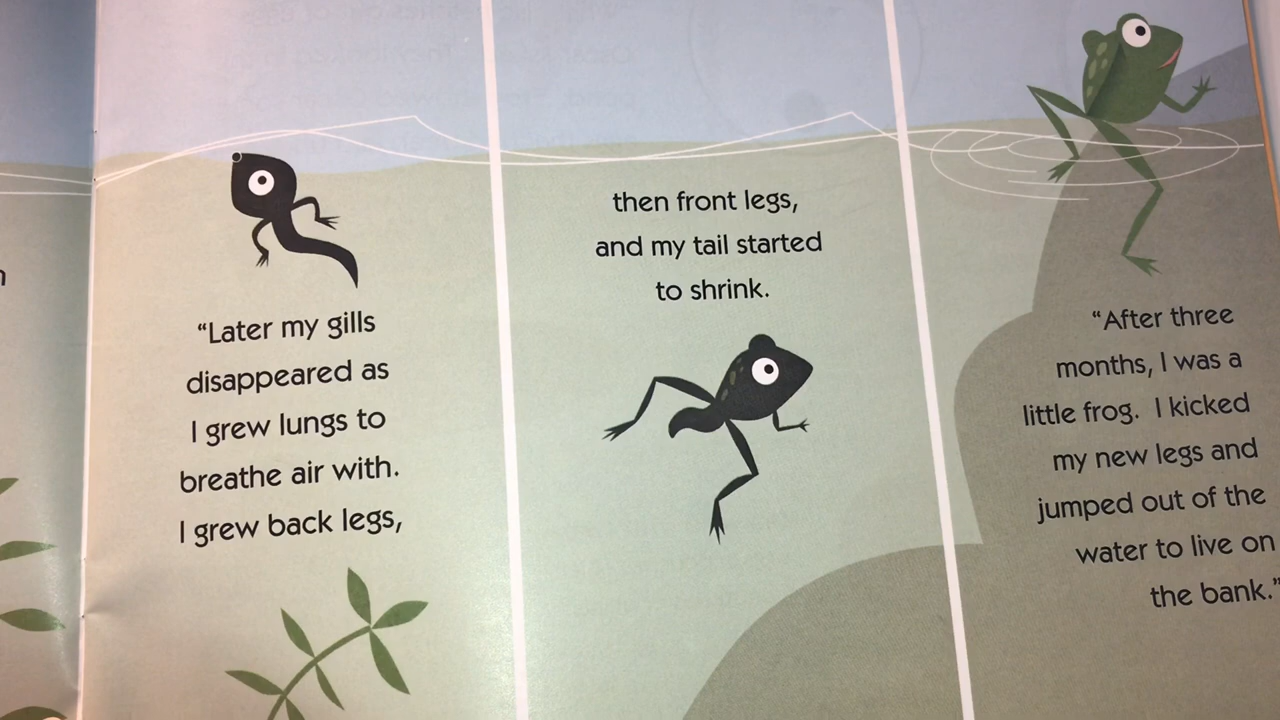 “Later my gills
disappeared as
I grew lungs to
breathe air with.
I grew back legs,
then front legs,
and my tail started
to shrink.
“After three
months, I was a
little frog. I kicked
my new legs and
jumped out of the
water to live on
the bank.”